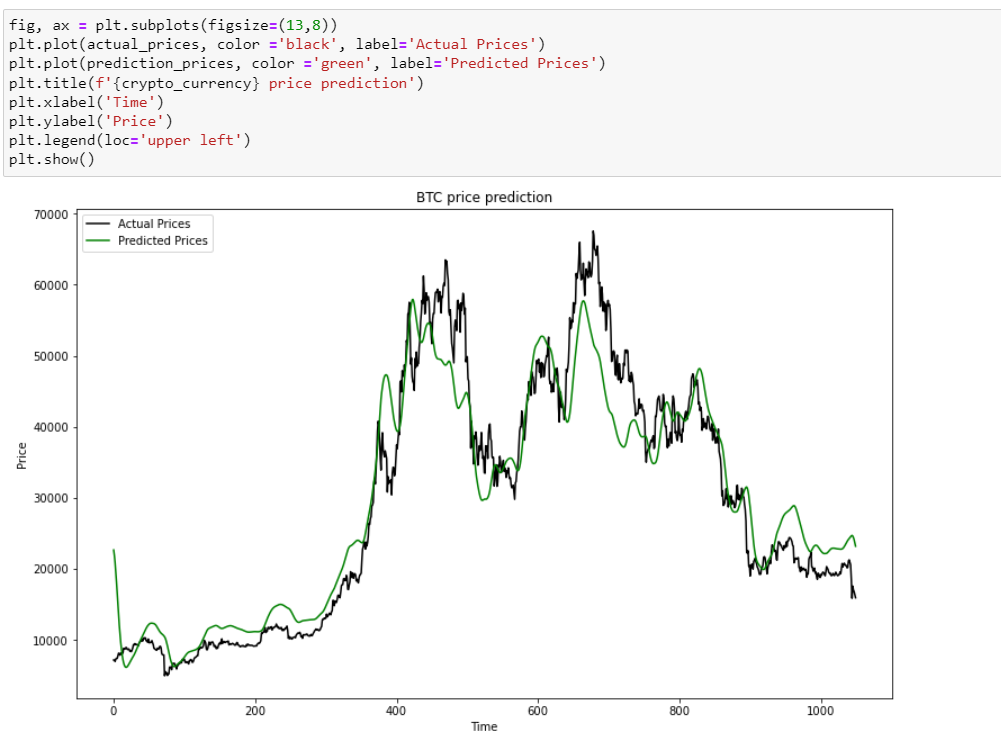 fig, ax = plt.subplots(figsize=(13,8))
plt.plot(actual_prices, color ='black', label='Actual Prices')
plt.plot(prediction_prices, color ='green', label='Predicted Prices')
plt.title(f'{crypto_currency} price prediction')
plt.xlabel('Time')
plt.ylabel('Price')
plt.legend(loc='upper left')
plt.show()
BTC price prediction
Actual Prices
Predicted Prices
70000
60000
50000
40000
30000
20000
10000
Price
0 200 400 600 800 1000
Time